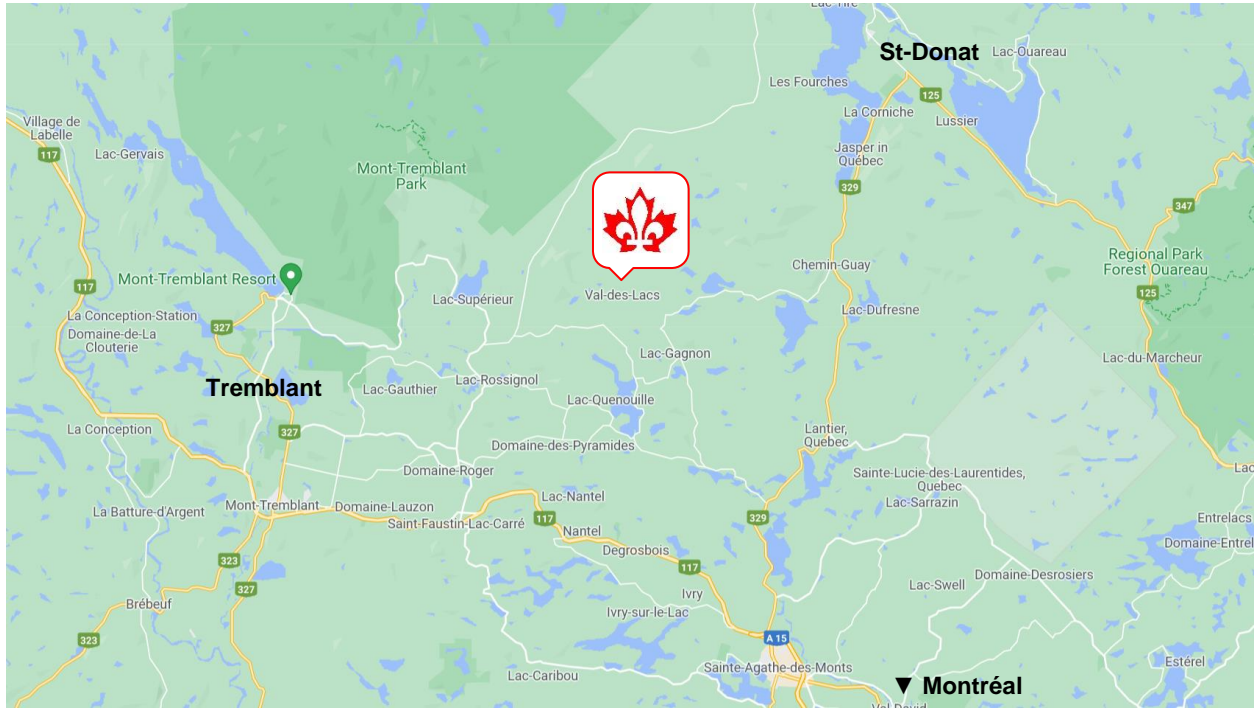 Lac-Tire
St-Donat
Lac-Ouareau
Les Fourches
125
La Corniche
Lussier
Village de
Labelle
117
Lac-Gervais
Jasper in
Québec
Mont-Tremblant
Park
329
347
Regional Park
Forest Ouareau
Chemin-Guay
Mont-Tremblant Resort
117
Val-des-Lacs
125
Lac-Supérieur
Lac-Dufresne
La Conception-Station
327
Domaine-de-La
Clouterie
Lac-Gagnon
Lac-du-Marcheur
Tremblant
Lac-Gauthier
Lac-Rossignol
Lac-Quenouille
La Conception
327
Lantier,
Quebec
Domaine-des-Pyramides
Domaine-Roger
Sainte-Lucie-des-Laurentides,
Quebec
Lac
Lac-Nantel
Lac-Sarrazin
La Batture-d'Argent
Mont-Tremblant
Domaine-Lauzon
Saint-Faustin-Lac-Carré
117
329
Entrelacs
Nantel
Degrosbois
Domaine-Entrel
323
117
327
Ivry
Lac-Swell
Domaine-Desrosiers
Brébeuf
Ivry-sur-le-Lac
323
A 15
Sainte-Agathe-des-Monts
Estérel
Lac-Caribou
▼ Montréal
Val-David